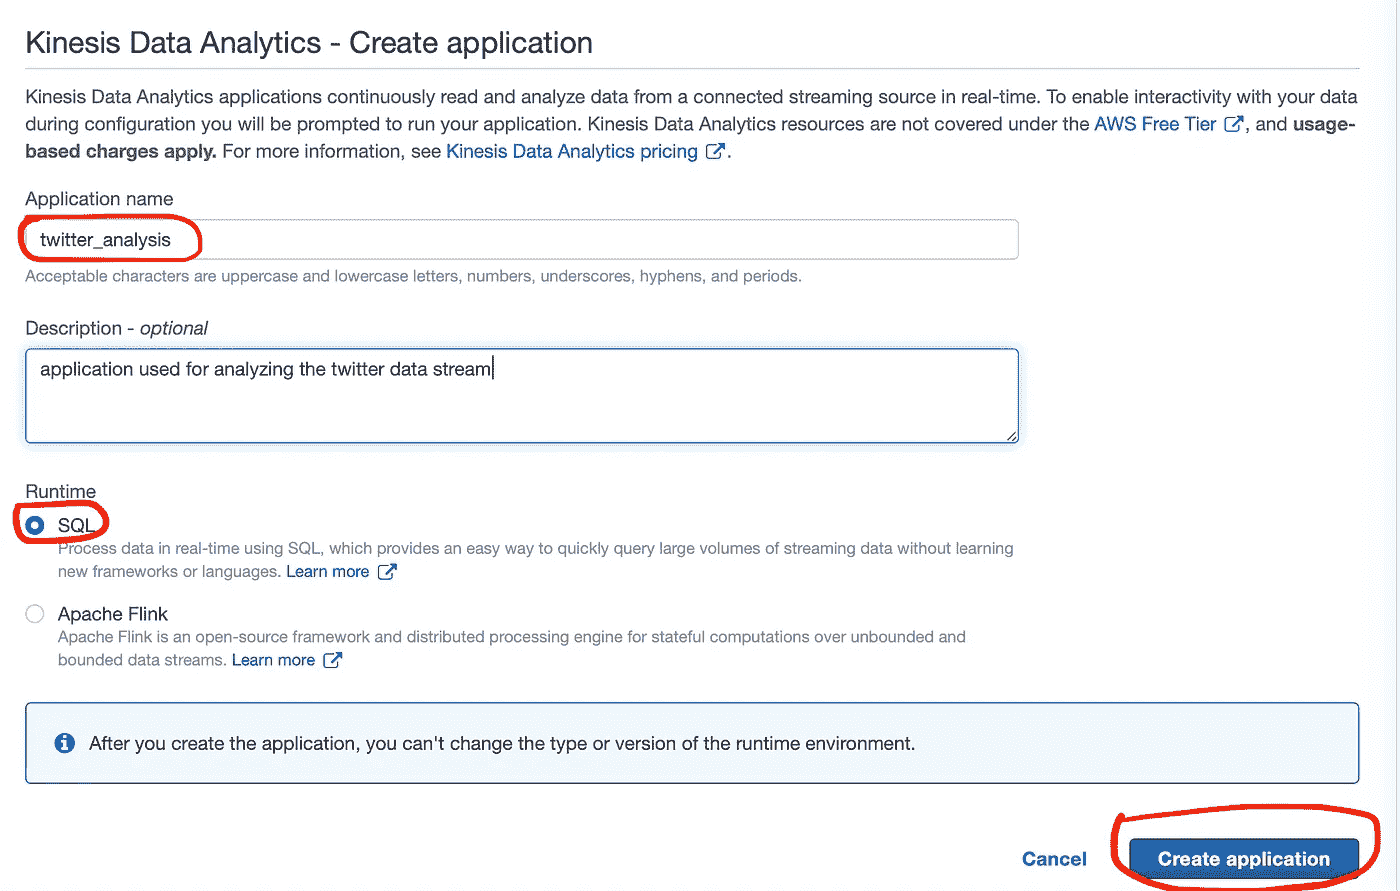 Kinesis Data Analytics - Create application
Kinesis Data Analytics applications continuously read and analyze data from a connected streaming source in real-time. To enable interactivity with your data
during configuration you will be prompted to run your application. Kinesis Data Analytics resources are not covered under the AWS Free Tier, and usage-
based charges apply. For more information, see Kinesis Data Analytics pricing.
Application name
twitter_analysis
Acceptable characters are uppercase and lowercase letters, numbers, underscores, hyphens, and periods.
Description - optional
application used for analyzing the twitter data stream
Runtime
SQL
Process data in real-time using SQL, which provides an easy way to quickly query large volumes of streaming data without learning
new frameworks or languages. Learn more
Apache Flink
Apache Flink is an open-source framework and distributed processing engine for stateful computations over unbounded and
bounded data streams. Learn more
After you create the application, you can't change the type or version of the runtime environment.
Cancel Create application